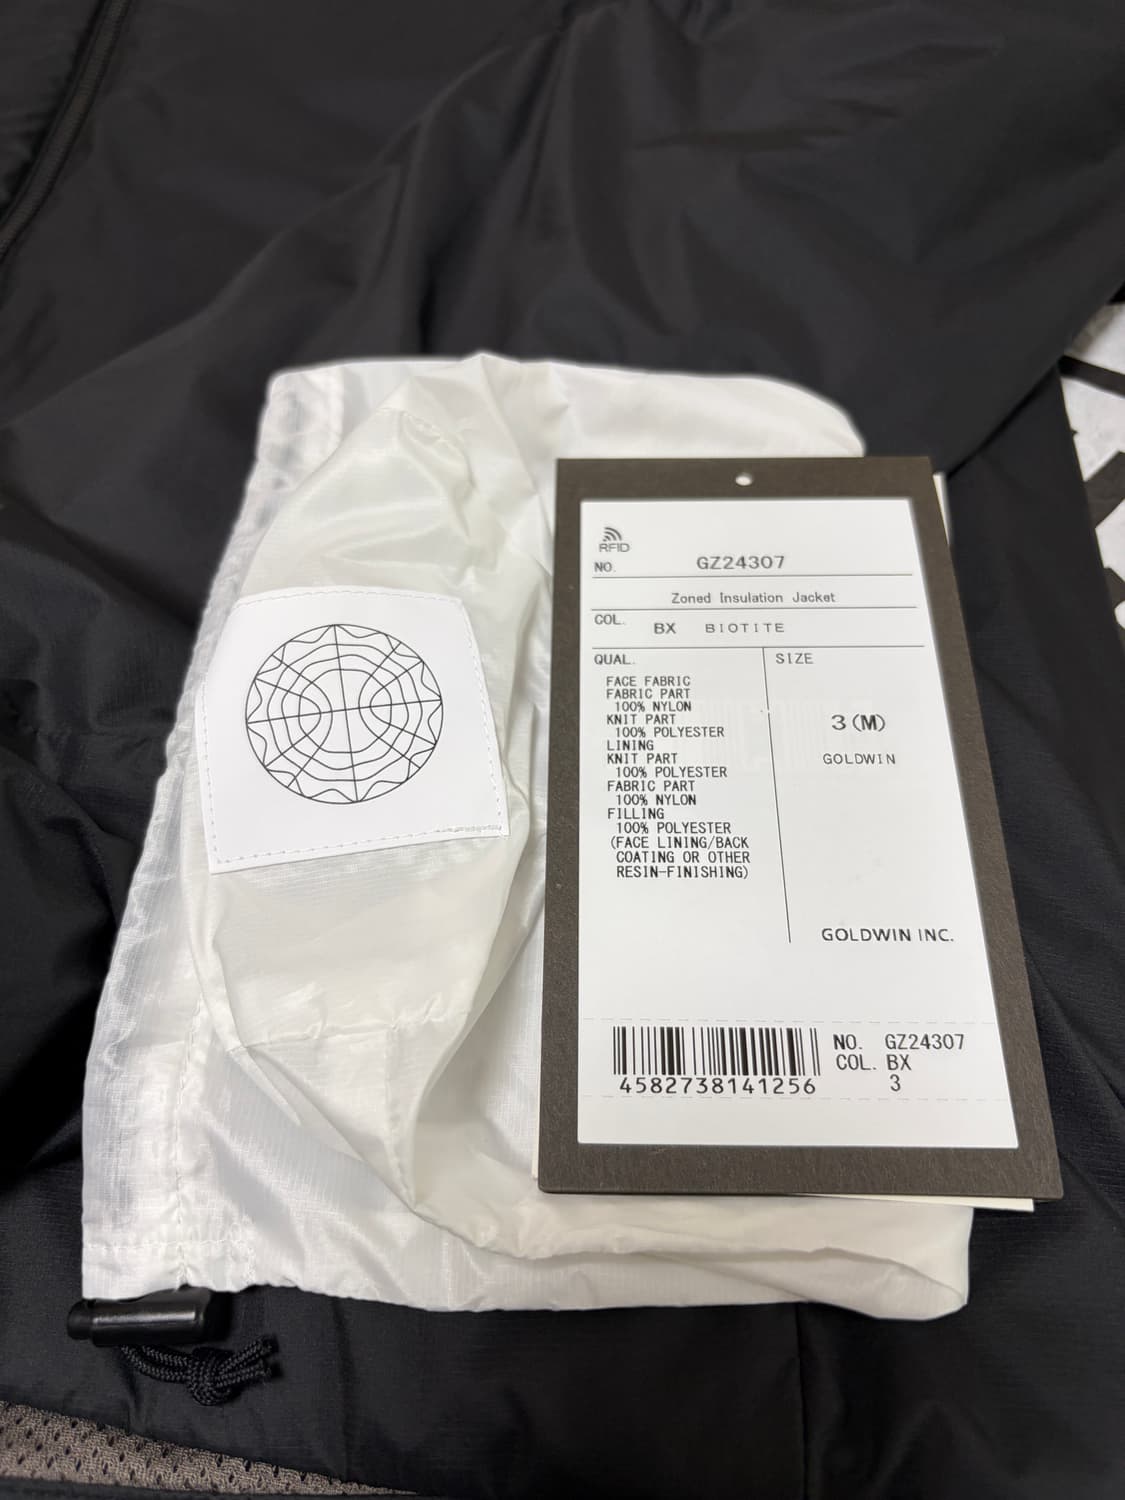 RFID
NO. GZ24307
Zoned Insulation Jacket
COL. BX BIOTITE
QUAL. SIZE
FACE FABRIC
FABRIC PART
100% NYLON
KNIT PART
100% POLYESTER
LINING
KNIT PART
100% POLYESTER
FABRIC PART
100% NYLON
FILLING
100% POLYESTER
(FACE LINING/BACK
COATING OR OTHER
RESIN-FINISHING)
3(M)
GOLDWIN
GOLDWIN INC.
4582738141256
NO. GZ24307
COL. BX
3